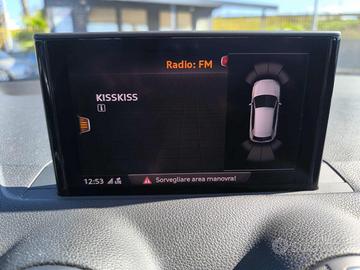 Radio: FM
KISSKISS
i
12:53
Sorvegliare area manovra!